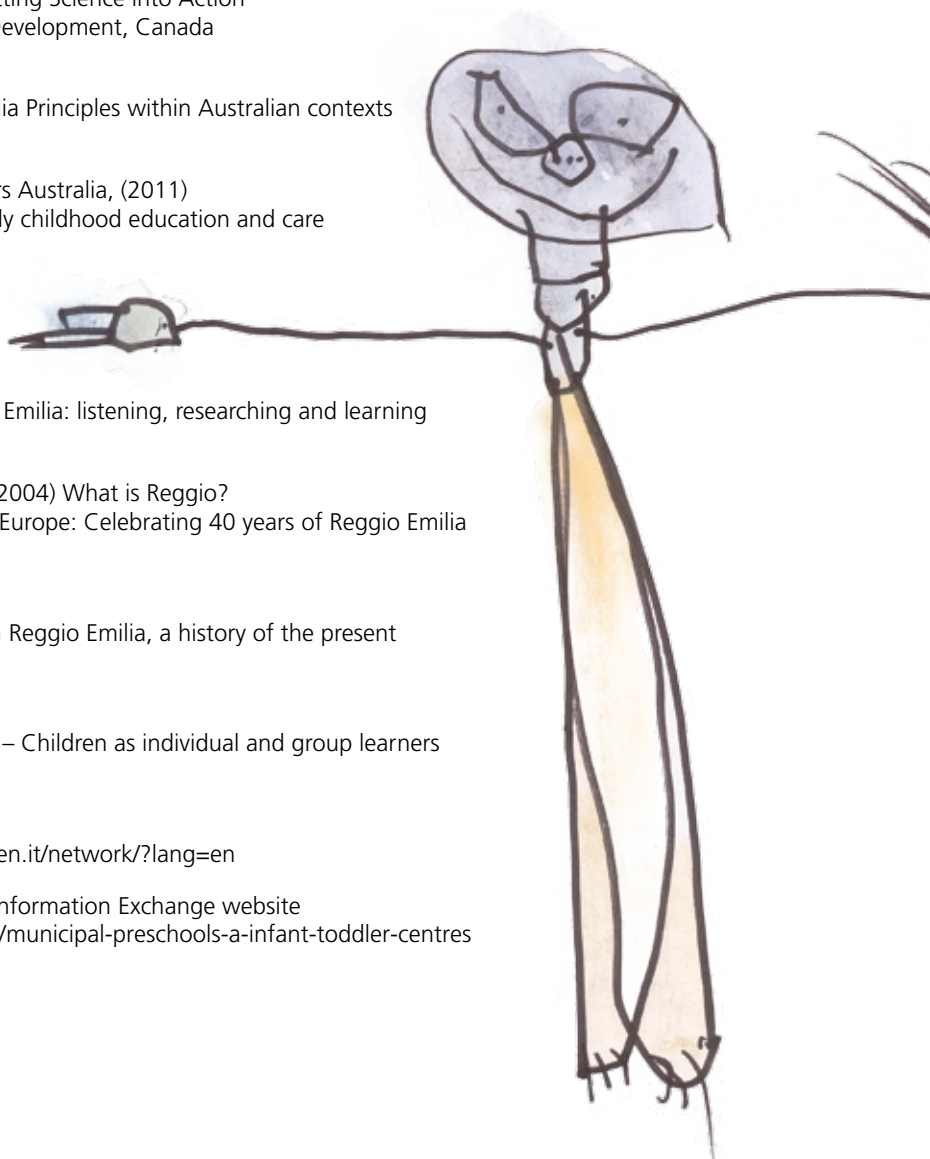 ting Science into Action
Development, Canada
lia Principles within Australian contexts
rs Australia, (2011)
ly childhood education and care
Emilia: listening, researching and learning
2004) What is Reggio?
Europe: Celebrating 40 years of Reggio Emilia
Reggio Emilia, a history of the present
– Children as individual and group learners
en.it/network/?lang=en
nformation Exchange website
/municipal-preschools-a-infant-toddler-centres